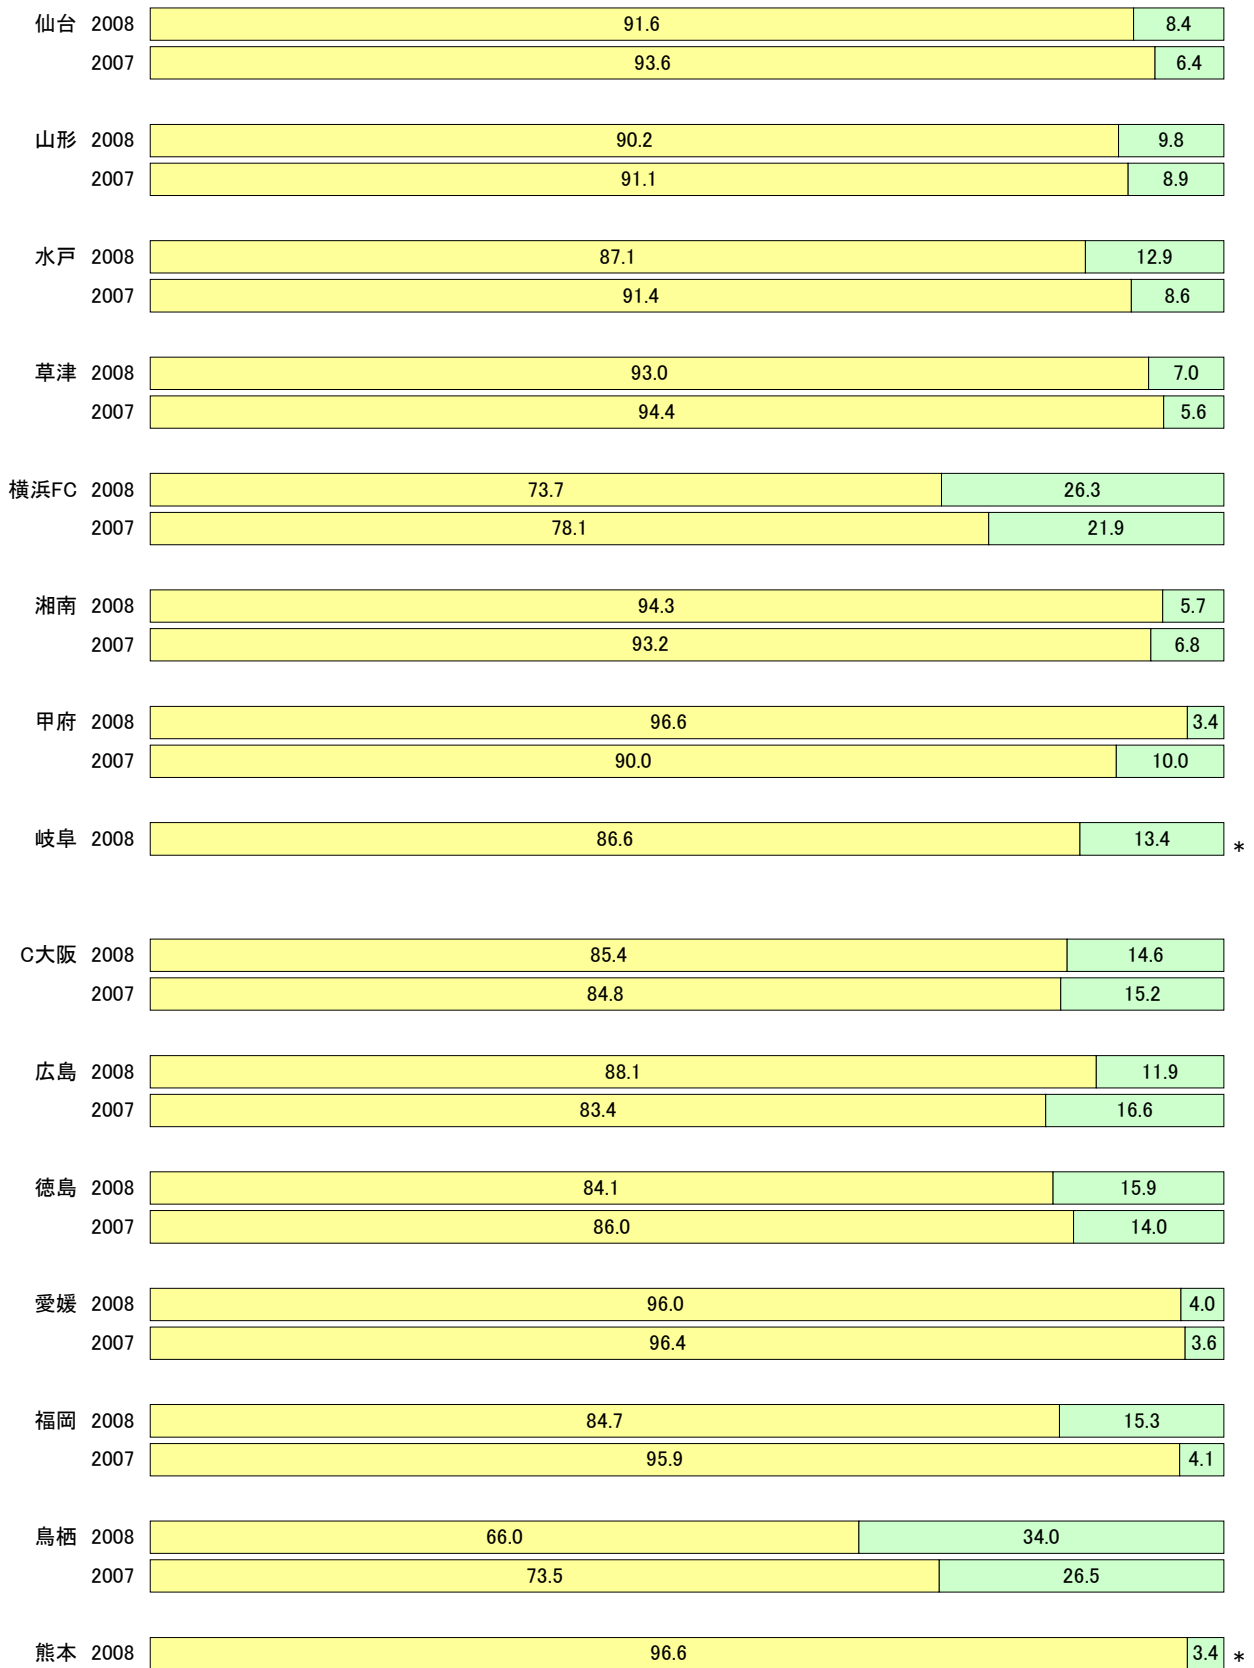 仙台 2008 91.6 8.4
2007 93.6 6.4
山形 2008 90.2 9.8
2007 91.1 8.9
水戸 2008 87.1 12.9
2007 91.4 8.6
草津 2008 93.0 7.0
2007 94.4 5.6
横浜FC 2008 73.7 26.3
2007 78.1 21.9
湘南 2008 94.3 5.7
2007 93.2 6.8
甲府 2008 96.6 3.4
2007 90.0 10.0
岐阜 2008 86.6 13.4 *
C大阪 2008 85.4 14.6
2007 84.8 15.2
広島 2008 88.1 11.9
2007 83.4 16.6
徳島 2008 84.1 15.9
2007 86.0 14.0
愛媛 2008 96.0 4.0
2007 96.4 3.6
福岡 2008 84.7 15.3
2007 95.9 4.1
鳥栖 2008 66.0 34.0
2007 73.5 26.5
熊本 2008 96.6 3.4 *